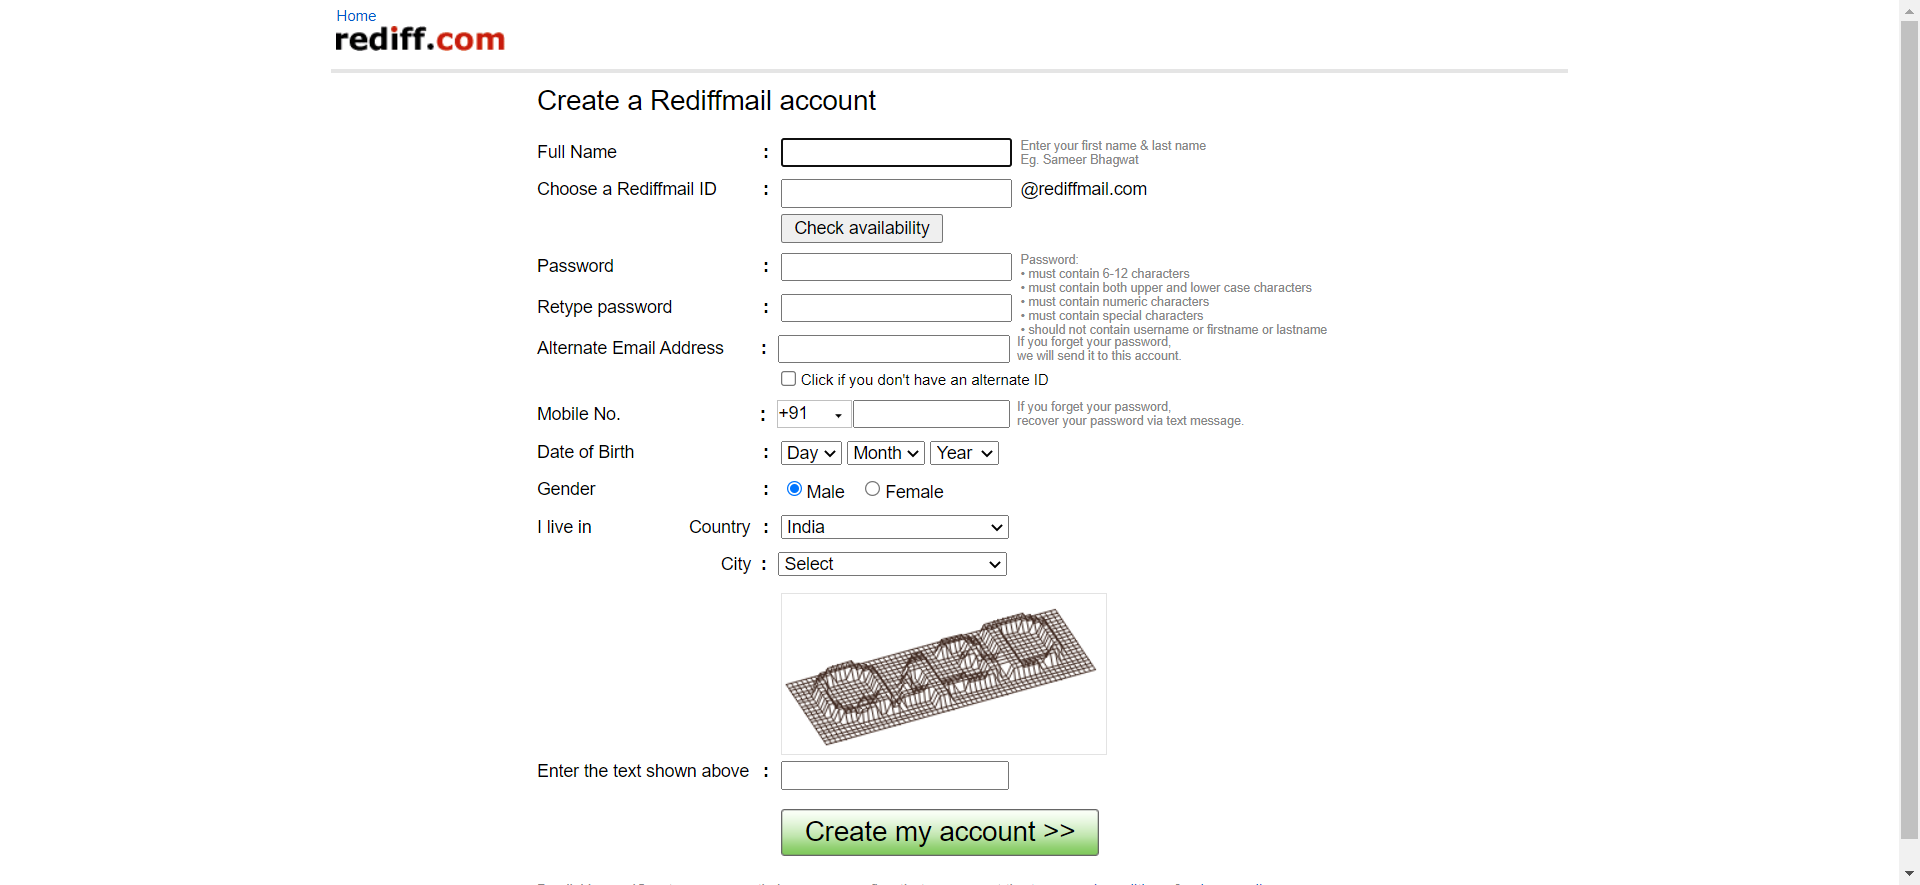 Home
rediff.com
Create a Rediffmail account
Full Name :
Enter your first name & last name
Eg. Sameer Bhagwat
Choose a Rediffmail ID : @rediffmail.com
Check availability
Password :
Password:
• must contain 6-12 characters
• must contain both upper and lower case characters
Retype password :
• must contain numeric characters
• must contain special characters
• should not contain username or firstname or lastname
Alternate Email Address :
If you forget your password,
we will send it to this account.
Click if you don't have an alternate ID
Mobile No. : +91
If you forget your password,
recover your password via text message.
Date of Birth : Day Month Year
Gender : Male Female
I live in Country : India
City : Select
Enter the text shown above :
Create my account >>